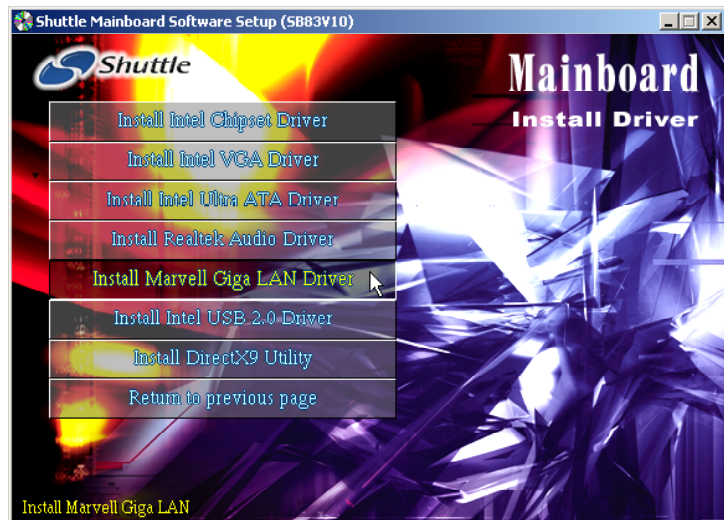 Shuttle Mainboard Software Setup (SB83V10)
Shuttle
Mainboard
Install Driver
Install Intel Chipset Driver
Install Intel VGA Driver
Install Intel Ultra ATA Driver
Install Realtek Audio Driver
Install Marvell Giga LAN Driver
Install Intel USB 2.0 Driver
Install DirectX9 Utility
Return to previous page
Install Marvell Giga LAN